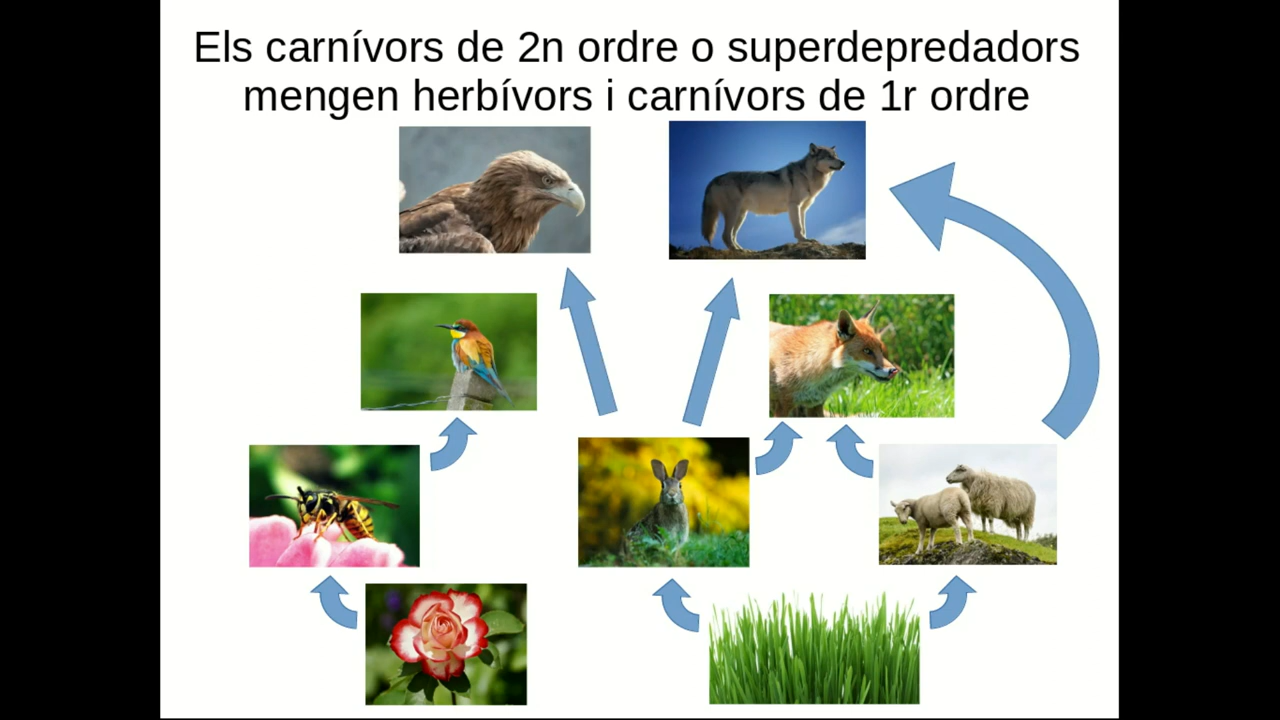 Els carnívors de 2n ordre o superdepredadors
mengen herbívors i carnívors de 1r ordre